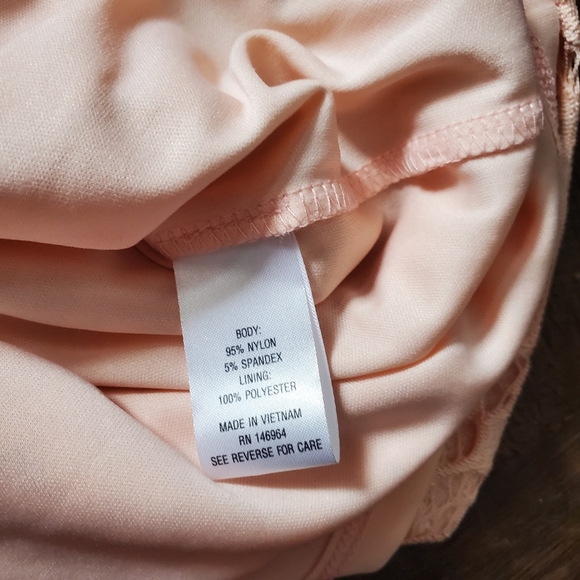 BODY:
95% NYLON
5% SPANDEX
LINING:
100% POLYESTER
MADE IN VIETNAM
RN 146964
SEE REVERSE FOR CARE